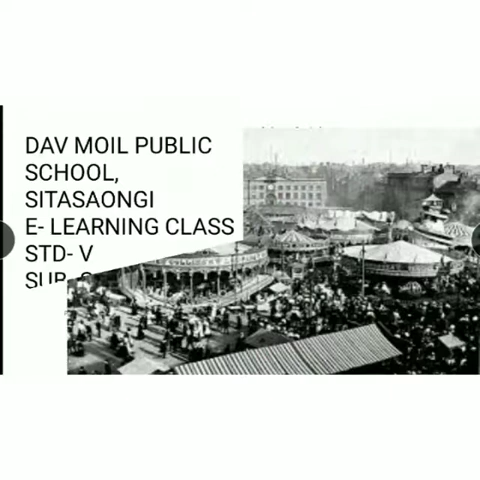 DAV MOIL PUBLIC
SCHOOL,
SITASAONGI
E- LEARNING CLASS
STD- V